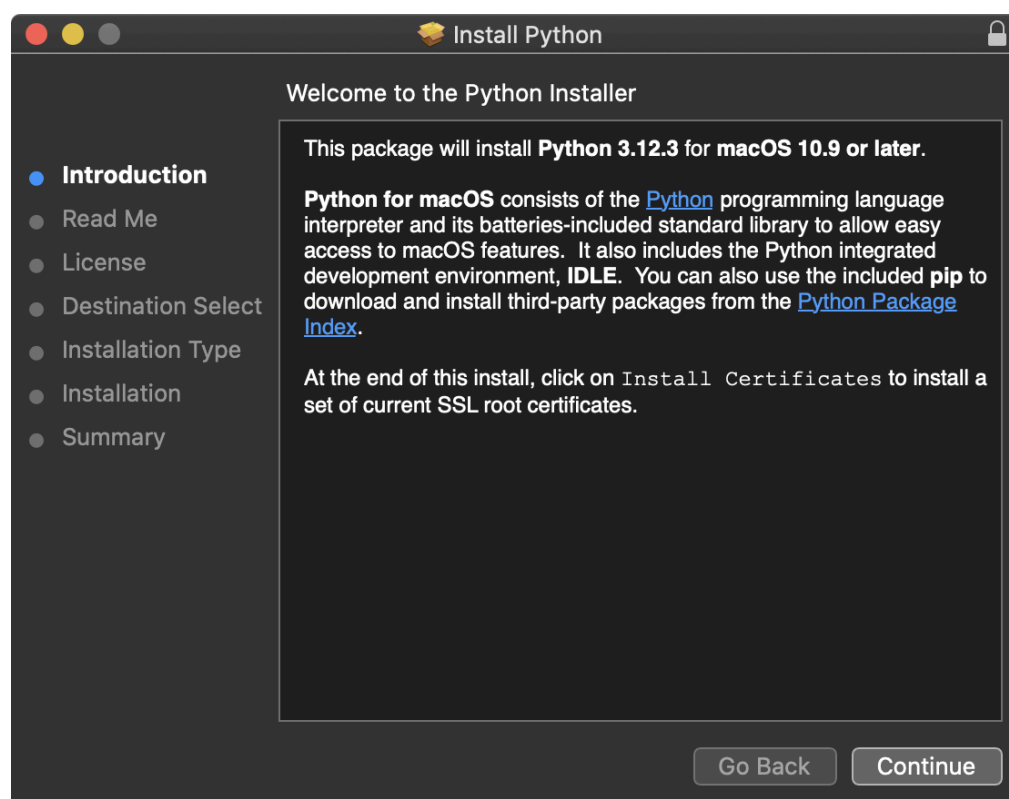 Install Python
Welcome to the Python Installer
Introduction
Read Me
License
Destination Select
Installation Type
Installation
Summary
This package will install Python 3.12.3 for macOS 10.9 or later.
Python for macOS consists of the Python programming language
interpreter and its batteries-included standard library to allow easy
access to macOS features.  It also includes the Python integrated
development environment, IDLE.  You can also use the included pip to
download and install third-party packages from the Python Package
Index.
At the end of this install, click on Install Certificates to install a
set of current SSL root certificates.
Go Back
Continue